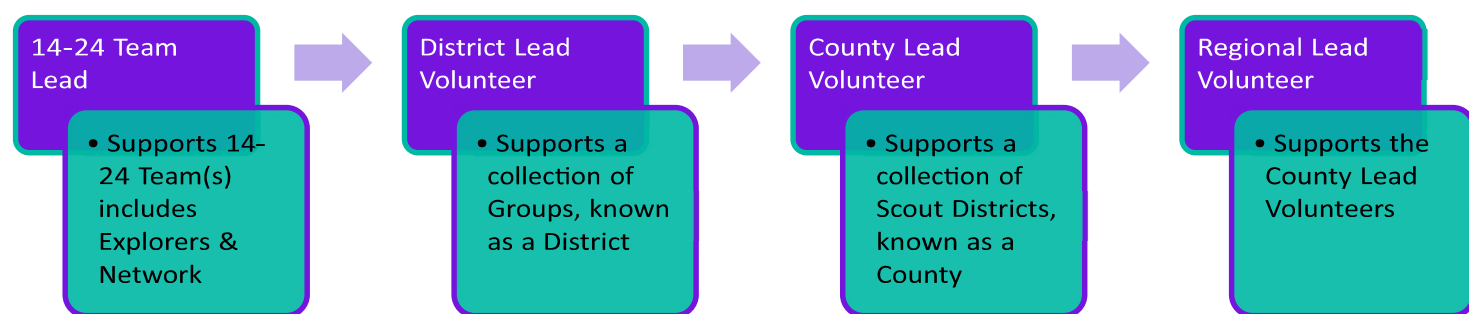 14-24 Team
Lead
• Supports 14-
24 Team(s)
includes
Explorers &
Network
District Lead
Volunteer
• Supports a
collection of
Groups, known
as a District
County Lead
Volunteer
• Supports a
collection of
Scout Districts,
known as a
County
Regional Lead
Volunteer
• Supports the
County Lead
Volunteers